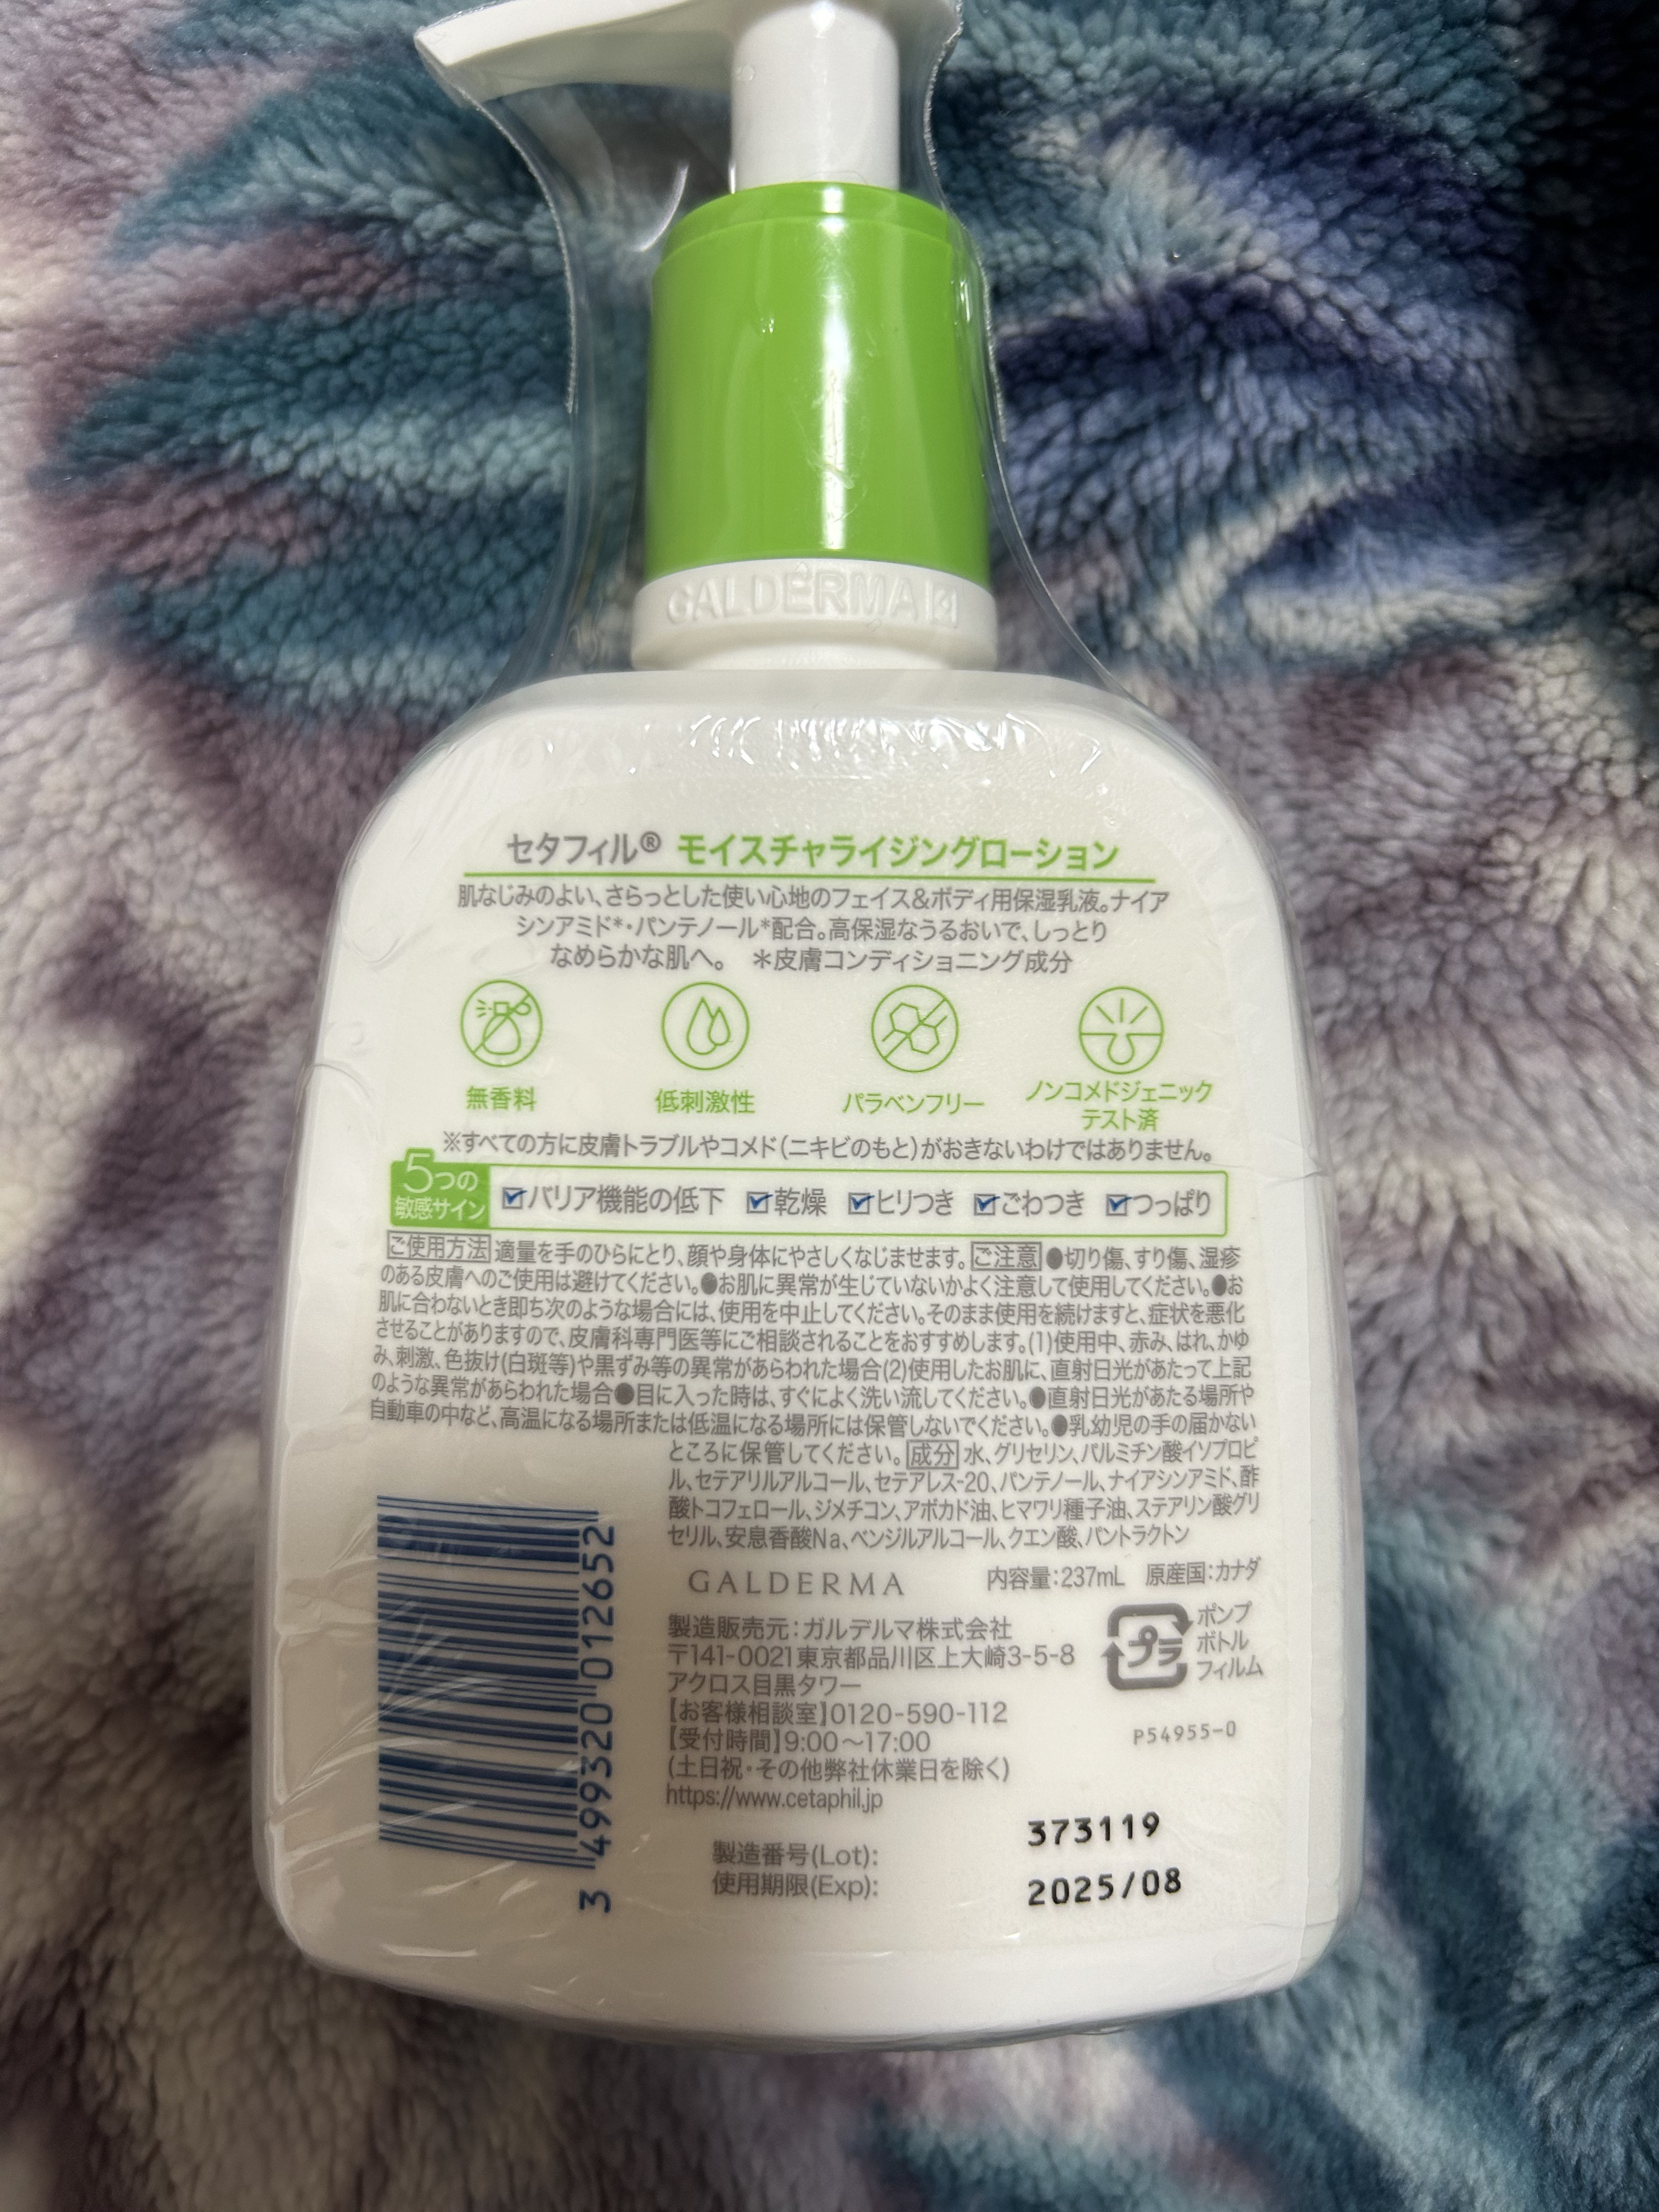 GALDERMA
セタフィル® モイスチャライジングローション
肌なじみのよい、さらっとした使い心地のフェイス&ボディ用保湿乳液。ナイア
シンアミド*・パンテノール*配合。高保湿なうるおいで、しっとり
なめらかな肌へ。 *皮膚コンディショニング成分
無香料 低刺激性 パラベンフリー ノンコメドジェニック
テスト済
※すべての方に皮膚トラブルやコメド(ニキビのもと)がおきないわけではありません。
5つの
敏感サイン ☑バリア機能の低下 ☑乾燥 ☑ヒリつき ☑ごわつき ☑つっぱり
ご使用方法 適量を手のひらにとり、顔や身体にやさしくなじませます。 ご注意 ●切り傷、すり傷、湿疹
のある皮膚へのご使用は避けてください。●お肌に異常が生じていないかよく注意して使用してください。●お
肌に合わないとき即ち次のような場合には、使用を中止してください。そのまま使用を続けますと、症状を悪化
させることがありますので、皮膚科専門医等にご相談されることをおすすめします。(1)使用中、赤み、はれ、かゆ
み、刺激、色抜け(白斑等)や黒ずみ等の異常があらわれた場合(2)使用したお肌に、直射日光があたって上記
のような異常があらわれた場合●目に入った時は、すぐによく洗い流してください。●直射日光があたる場所や
自動車の中など、高温になる場所または低温になる場所には保管しないでください。●乳幼児の手の届かない
ところに保管してください。 成分 水、グリセリン、パルミチン酸イソプロピ
ル、セテアリルアルコール、セテアレス-20、パンテノール、ナイアシンアミド、酢
酸トコフェロール、ジメチコン、アボカド油、ヒマワリ種子油、ステアリン酸グリ
セリル、安息香酸Na、ベンジルアルコール、クエン酸、パントラクトン
GALDERMA 内容量:237mL 原産国:カナダ
製造販売元:ガルデルマ株式会社
〒141-0021東京都品川区上大崎3-5-8
アクロス目黒タワー
【お客様相談室】0120-590-112
【受付時間】9:00～17:00
(土日祝・その他弊社休業日を除く)
https://www.cetaphil.jp
プラ
ポンプ
ボトル
フィルム
P54955-0
製造番号(Lot): 373119
使用期限(Exp): 2025/08
3 499320 012652